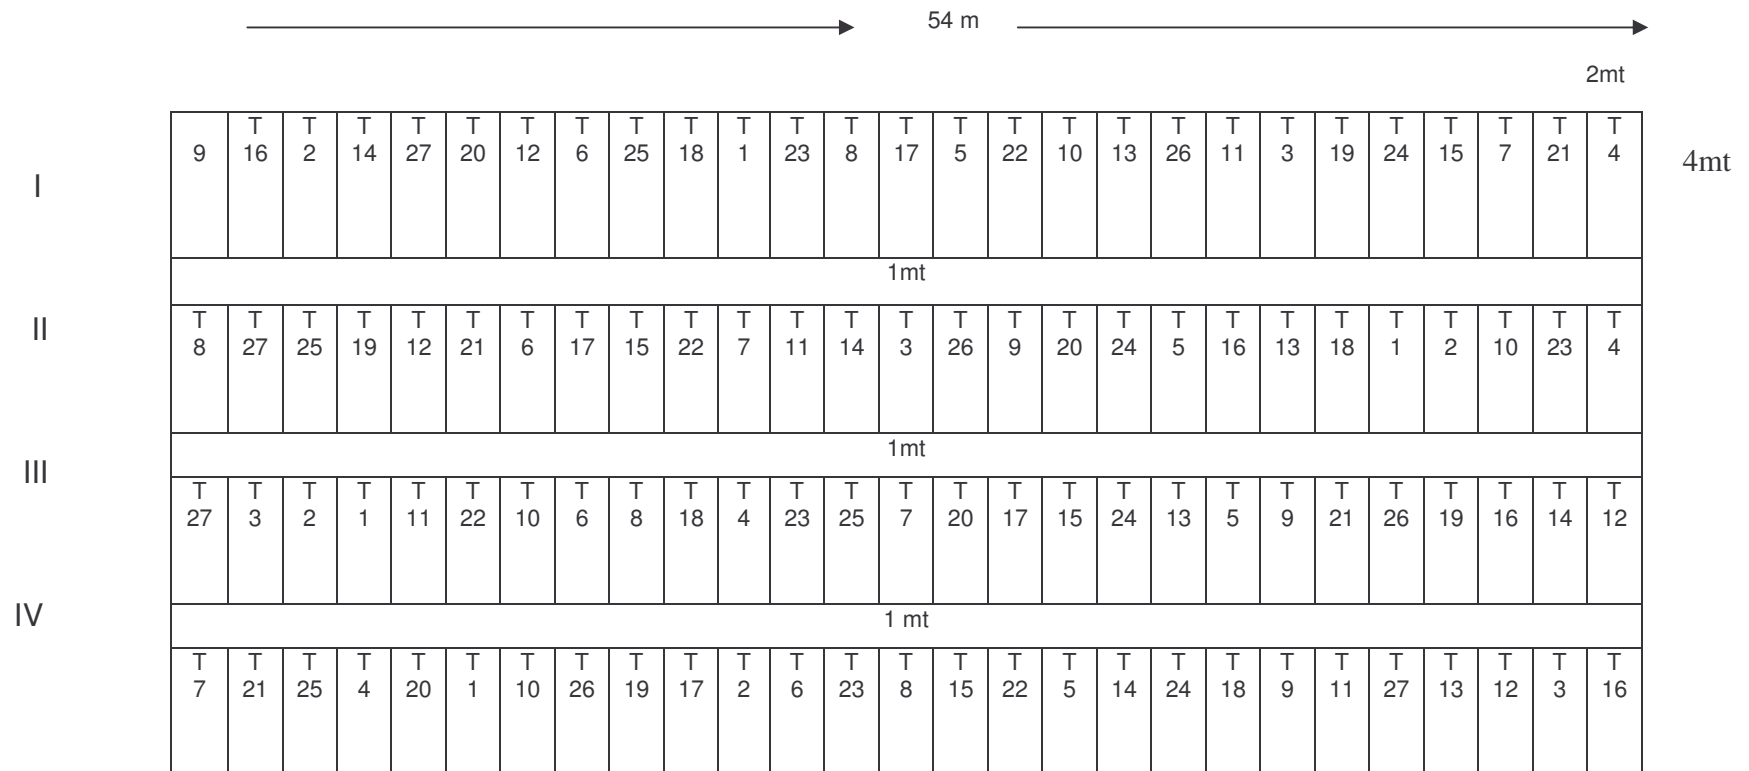 54 m
2mt
T T T T T T T T T T T T T T T T T T T T T T T T T T
9 16 2 14 27 20 12 6 25 18 1 23 8 17 5 22 10 13 26 11 3 19 24 15 7 21 4
4mt
I
1mt
T T T T T T T T T T T T T T T T T T T T T T T T T T T
II
8 27 25 19 12 21 6 17 15 22 7 11 14 3 26 9 20 24 5 16 13 18 1 2 10 23 4
1mt
III
T T T T T T T T T T T T T T T T T T T T T T T T T T T
27 3 2 1 11 22 10 6 8 18 4 23 25 7 20 17 15 24 13 5 9 21 26 19 16 14 12
IV
1 mt
T T T T T T T T T T T T T T T T T T T T T T T T T T T
7 21 25 4 20 1 10 26 19 17 2 6 23 8 15 22 5 14 24 18 9 11 27 13 12 3 16